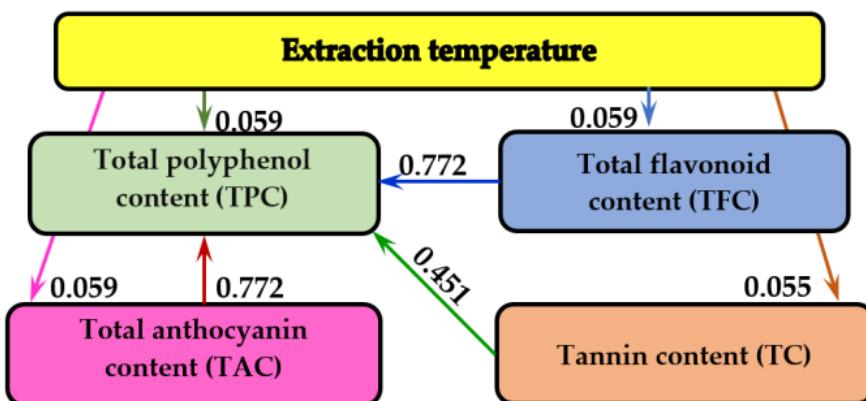 Extraction temperature
0.059
0.059
Total polyphenol
content (TPC)
0.772
Total flavonoid
content (TFC)
0.059
0.772
0.451
0.055
Total anthocyanin
content (TAC)
Tannin content (TC)